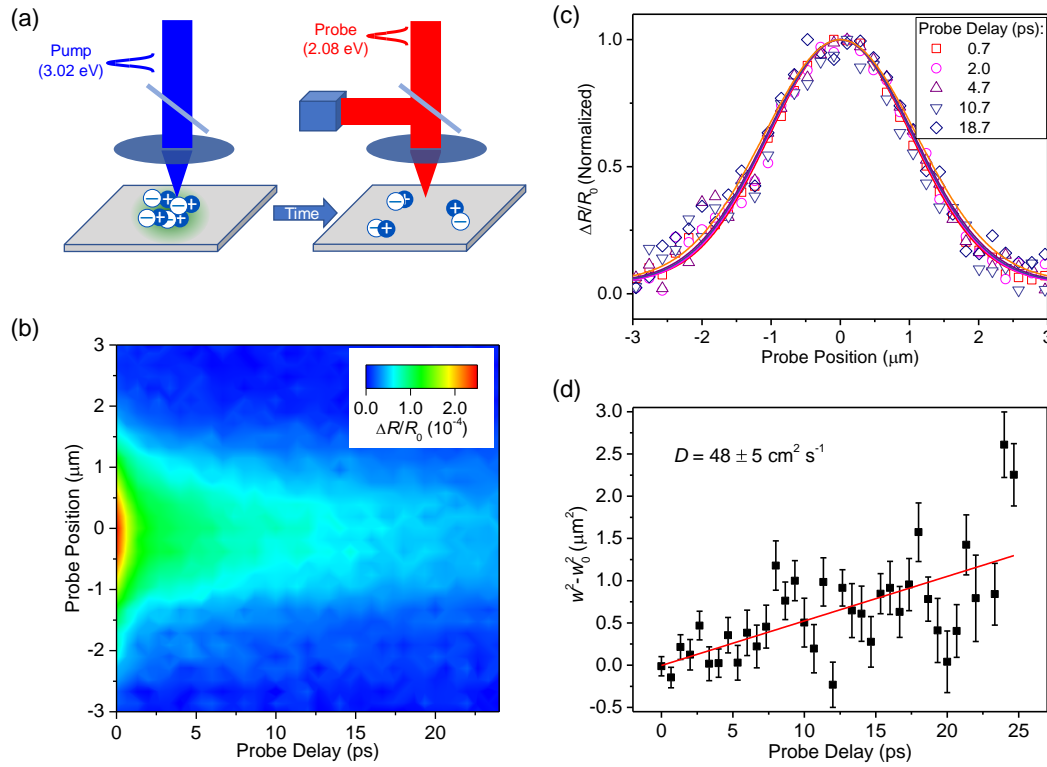 (a)
Pump
(3.02 eV)
Probe
(2.08 eV)
Time
(b)
3
2
1
0
-1
-2
-3
0
5
10
15
20
Probe Position (μm)
Probe Delay (ps)
0.0
1.0
2.0
ΔR/R₀ (10⁻⁴)
(c)
Probe Delay (ps):
0.7
2.0
4.7
10.7
18.7
1.0
0.5
0.0
-3
-2
-1
0
1
2
3
ΔR/R₀ (Normalized)
Probe Position (μm)
(d)
D = 48 ± 5 cm² s⁻¹
3.0
2.5
2.0
1.5
1.0
0.5
0.0
-0.5
0
5
10
15
20
25
w²-w₀² (μm²)
Probe Delay (ps)